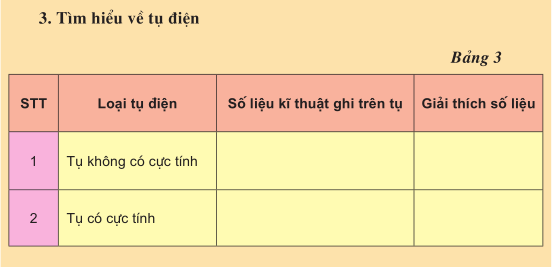 3. Tìm hiểu về tụ điện
Bảng 3
STT Loại tụ điện Số liệu kĩ thuật ghi trên tụ Giải thích số liệu
1 Tụ không có cực tính
2 Tụ có cực tính